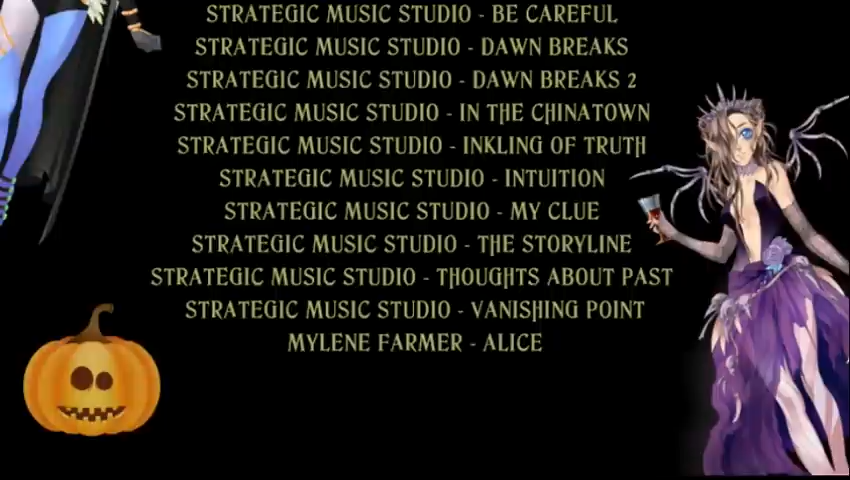 STRATEGIC MUSIC STUDIO - BE CAREFUL
STRATEGIC MUSIC STUDIO - DAWN BREAKS
STRATEGIC MUSIC STUDIO - DAWN BREAKS 2
STRATEGIC MUSIC STUDIO - IN THE CHINATOWN
STRATEGIC MUSIC STUDIO - INKLING OF TRUTH
STRATEGIC MUSIC STUDIO - INTUITION
STRATEGIC MUSIC STUDIO - MY CLUE
STRATEGIC MUSIC STUDIO - THE STORYLINE
STRATEGIC MUSIC STUDIO - THOUGHTS ABOUT PAST
STRATEGIC MUSIC STUDIO - VANISHING POINT
MYLENE FARMER - ALICE